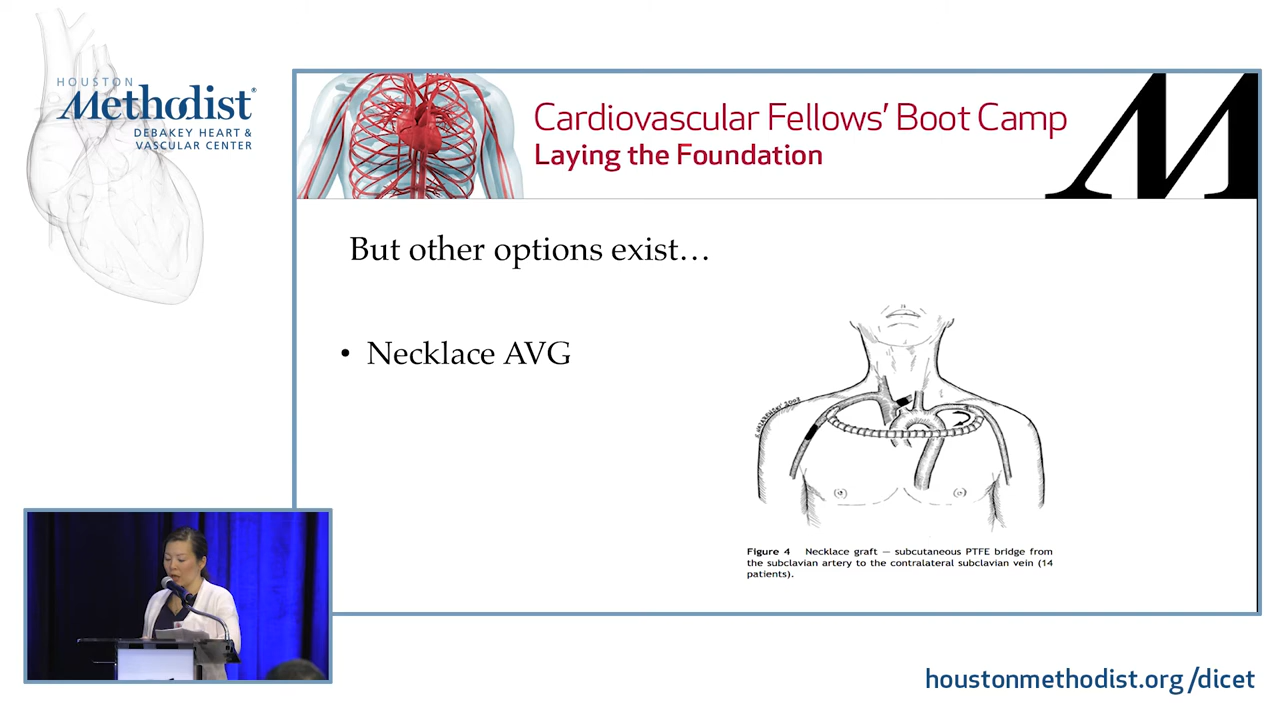 HOUSTON
Methodist®
DEBAKEY HEART &
VASCULAR CENTER
Cardiovascular Fellows' Boot Camp
Laying the Foundation
But other options exist…
• Necklace AVG
Figure 4 Necklace graft — subcutaneous PTFE bridge from
the subclavian artery to the contralateral subclavian vein (14
patients).
houstonmethodist.org/dicet